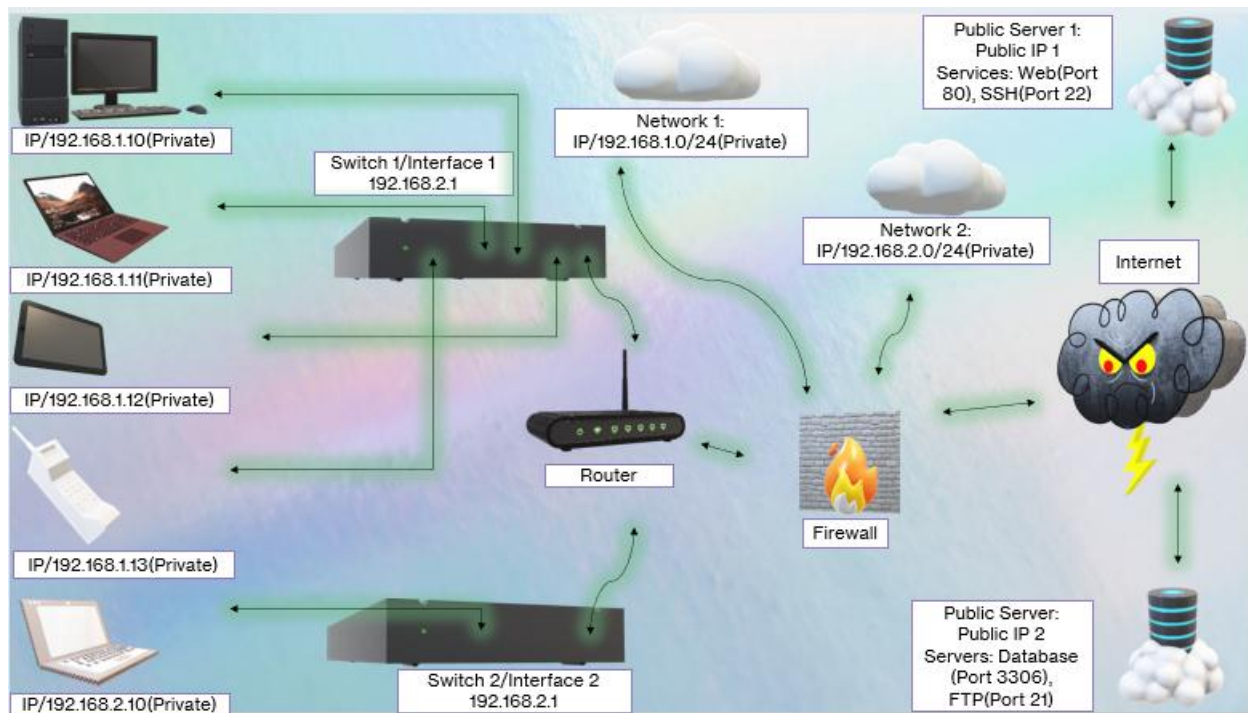 IP/192.168.1.10(Private)
IP/192.168.1.11(Private)
IP/192.168.1.12(Private)
IP/192.168.1.13(Private)
IP/192.168.2.10(Private)
Switch 1/Interface 1
192.168.2.1
Switch 2/Interface 2
192.168.2.1
Network 1:
IP/192.168.1.0/24(Private)
Router
Network 2:
IP/192.168.2.0/24(Private)
Firewall
Public Server 1:
Public IP 1
Services: Web(Port
80), SSH(Port 22)
Internet
Public Server:
Public IP 2
Servers: Database
(Port 3306),
FTP(Port 21)